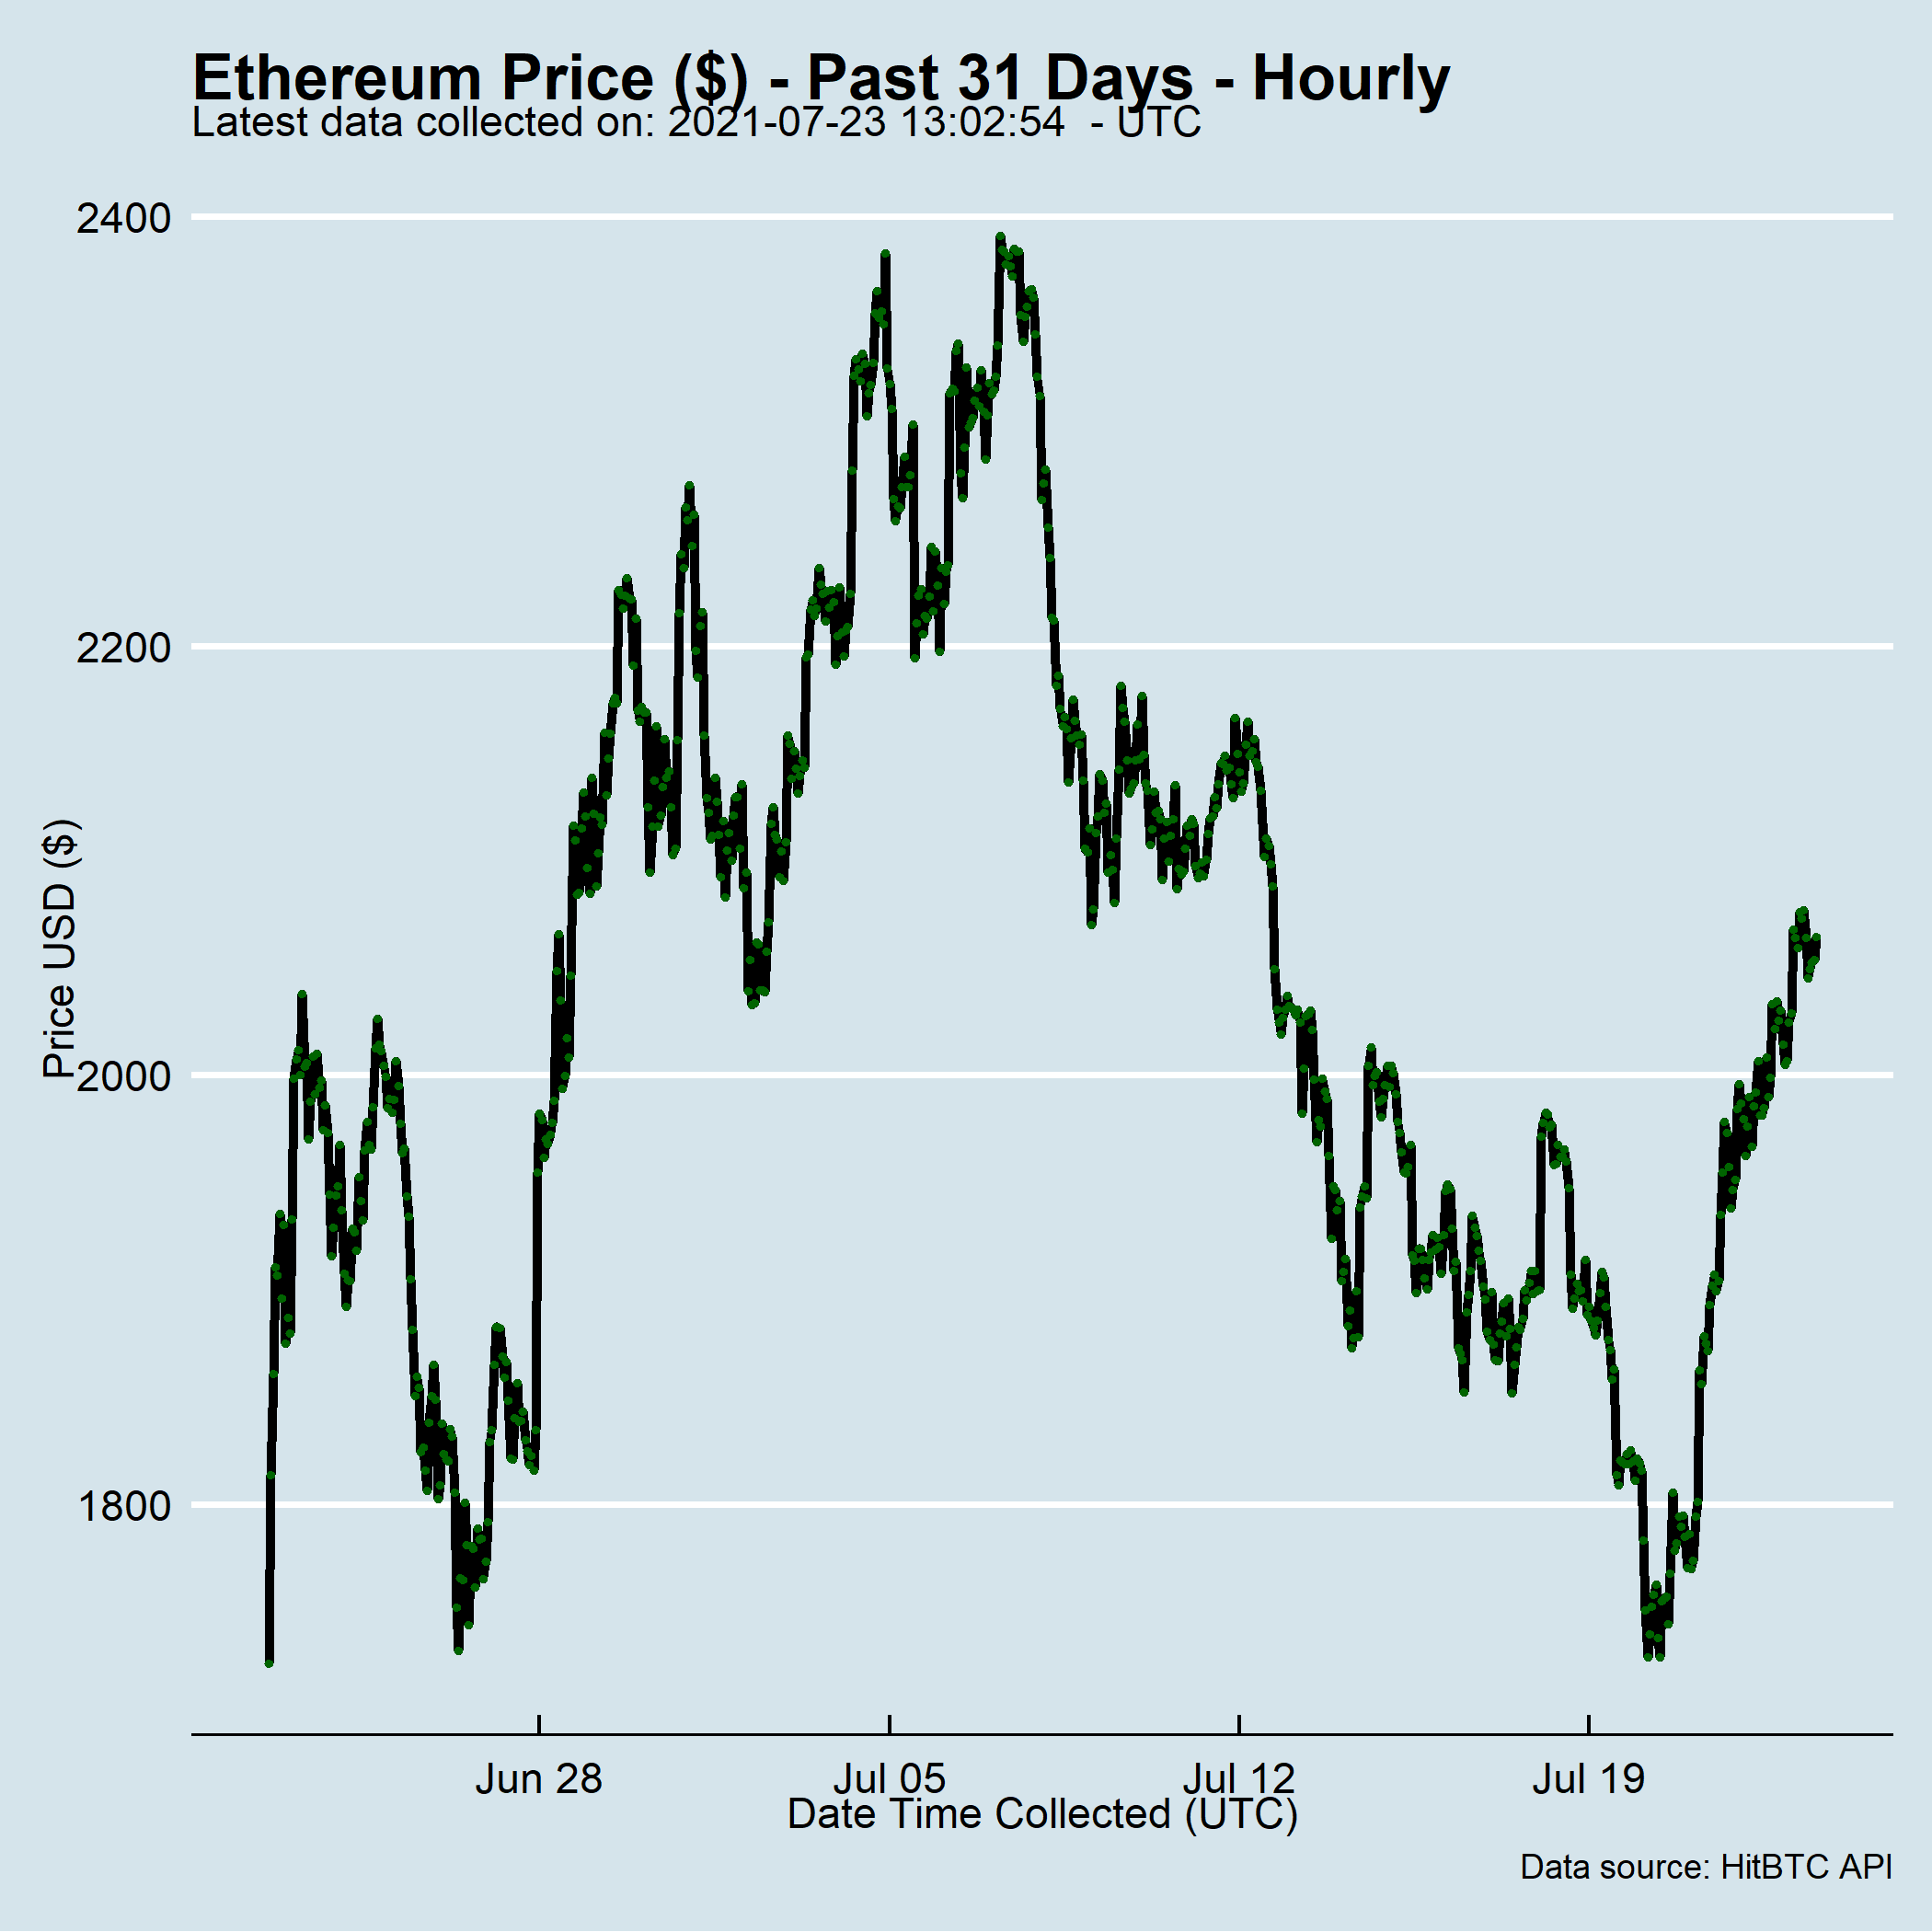 Ethereum Price ($) - Past 31 Days - Hourly
Latest data collected on: 2021-07-23 13:02:54  - UTC
2400
2200
2000
1800
Price USD ($)
Jun 28
Jul 05
Jul 12
Jul 19
Date Time Collected (UTC)
Data source: HitBTC API